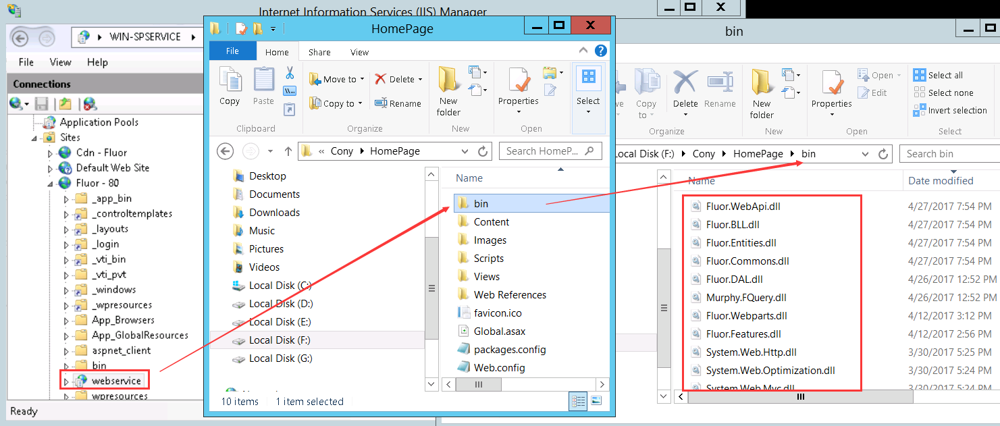 Internet Information Services (IIS) Manager
WIN-SPSERVICE
File View Help
Connections
Application Pools
Sites
Cdn - Fluor
Default Web Site
Fluor - 80
_app_bin
_controltemplates
_layouts
_login
_vti_bin
_vti_pvt
_windows
_wpresources
App_Browsers
App_GlobalResources
aspnet_client
bin
webservice
wpresources
Ready
HomePage
File Home Share View
Copy
Paste
Clipboard
Move to
Copy to
Delete
Rename
Organize
New
folder
New
Properties
Open
Select
« Cony HomePage
Search HomeP...
Desktop
Documents
Downloads
Music
Pictures
Videos
Local Disk (C:)
Local Disk (D:)
Local Disk (E:)
Local Disk (F:)
Local Disk (G:)
Name
bin
Content
Images
Scripts
Views
Web References
favicon.ico
Global.asax
packages.config
Web.config
10 items 1 item selected
bin
Copy
to
Delete
Rename
Organize
New
folder
New
Properties
Open
Edit
Open
Select all
Select none
Invert selection
Select
Local Disk (F:) Cony HomePage bin
Search bin
Name Date modified
Fluor.WebApi.dll 4/27/2017 7:54 PM
Fluor.BLL.dll 4/27/2017 7:54 PM
Fluor.Entities.dll 4/27/2017 7:54 PM
Fluor.Commons.dll 4/27/2017 7:54 PM
Fluor.DAL.dll 4/26/2017 12:52 PM
Murphy.FQuery.dll 4/26/2017 12:52 PM
Fluor.Webparts.dll 4/12/2017 3:12 PM
Fluor.Features.dll 4/12/2017 2:56 PM
System.Web.Http.dll 3/30/2017 5:25 PM
System.Web.Optimization.dll 3/30/2017 5:24 PM
System.Web.Mvc.dll 3/30/2017 5:24 PM